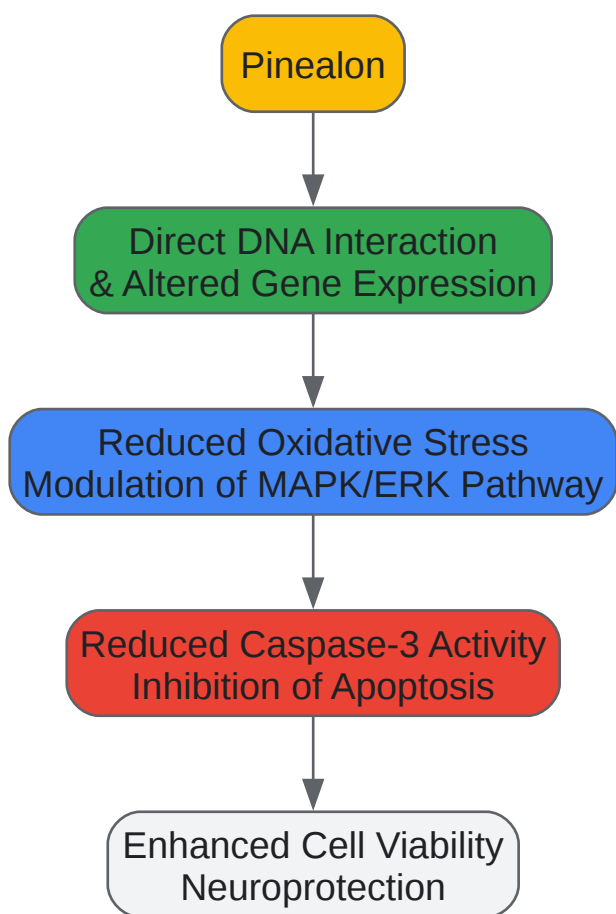 Pinealon
Direct DNA Interaction
& Altered Gene Expression
Reduced Oxidative Stress
Modulation of MAPK/ERK Pathway
Reduced Caspase-3 Activity
Inhibition of Apoptosis
Enhanced Cell Viability
Neuroprotection